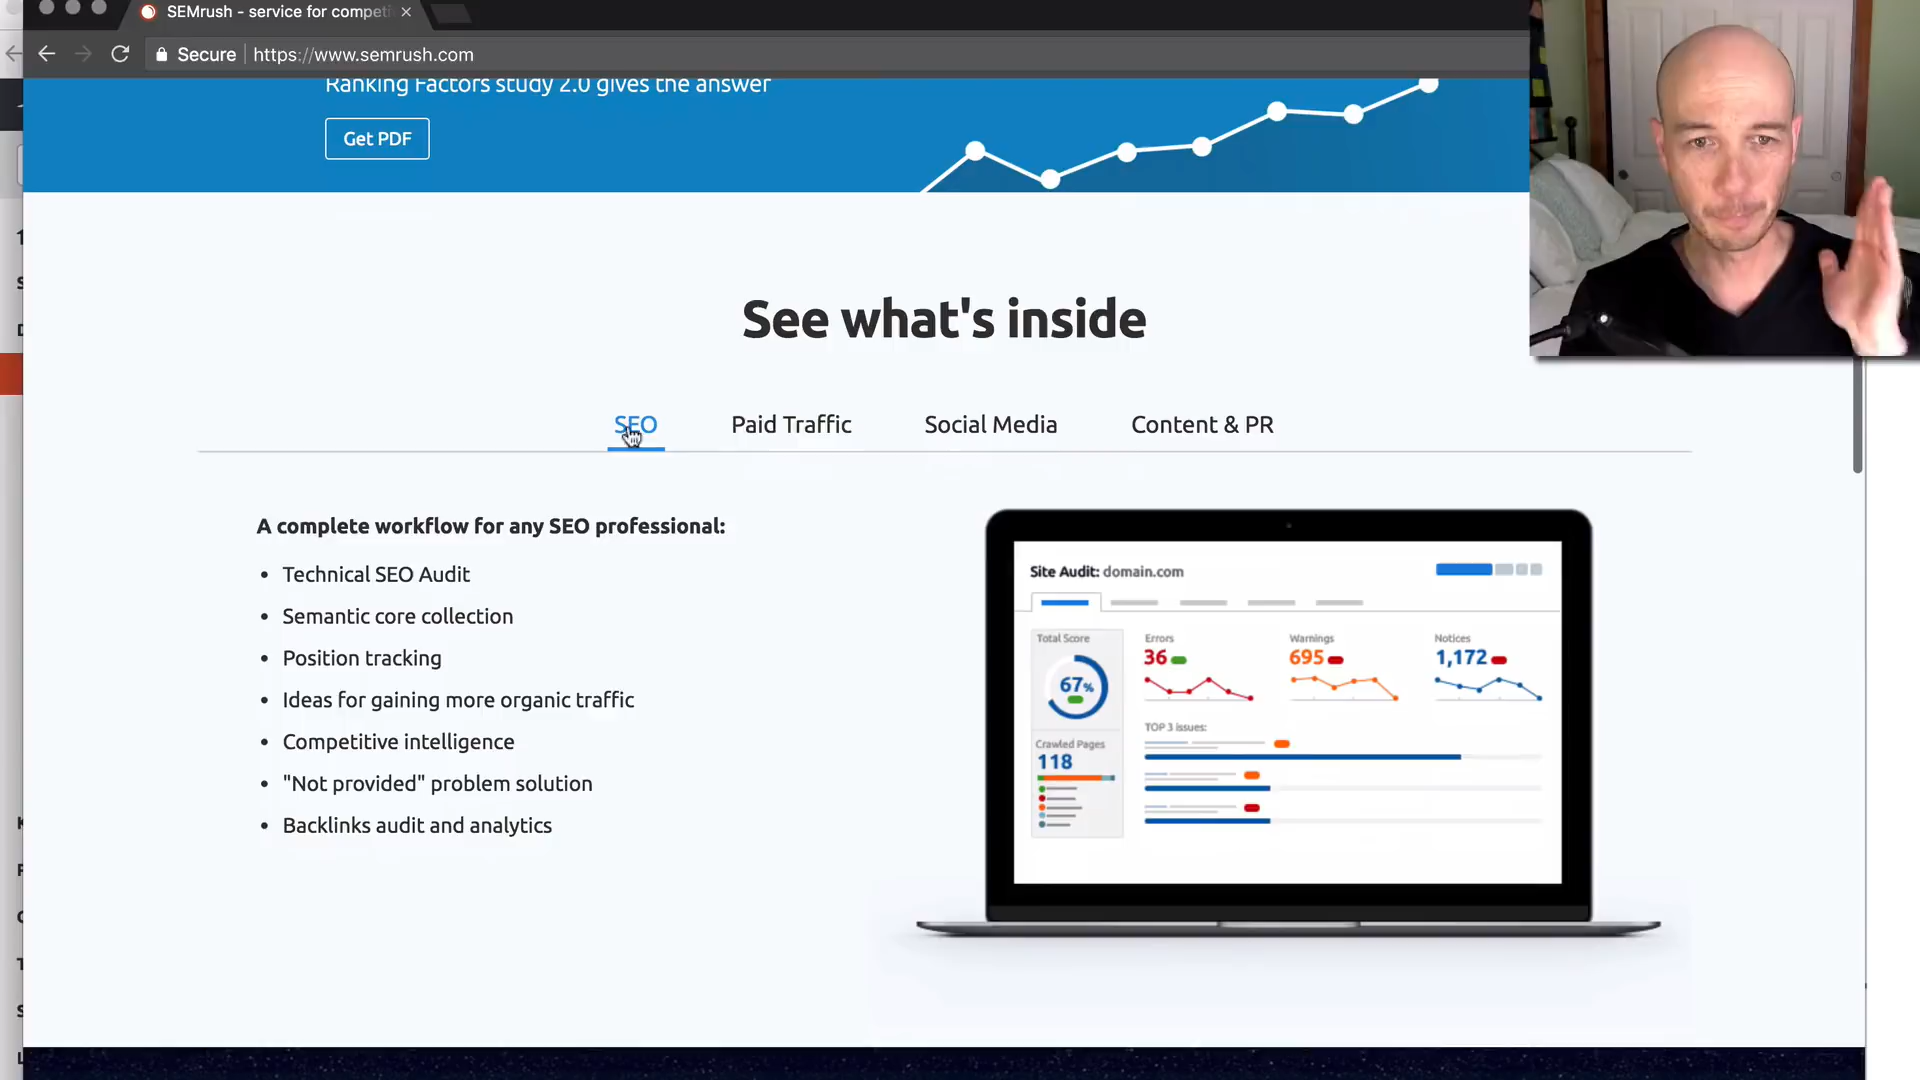 SEMrush - service for competi
Secure
https://www.semrush.com
Ranking Factors study 2.0 gives the answer
Get PDF
See what's inside
SEO
Paid Traffic
Social Media
Content & PR
A complete workflow for any SEO professional:
• Technical SEO Audit
• Semantic core collection
• Position tracking
• Ideas for gaining more organic traffic
• Competitive intelligence
• "Not provided" problem solution
• Backlinks audit and analytics
Site Audit: domain.com
Total Score
67%
Crawled Pages
118
Errors
36
Warnings
695
Notices
1,172
TOP 3 issues: